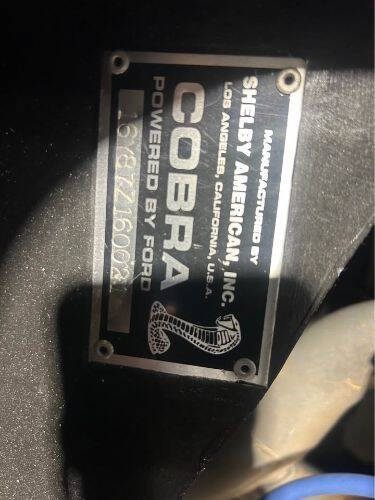 MANUFACTURED BY
SHELBY AMERICAN, INC.
LOS ANGELES, CALIFORNIA, U.S.A.
COBRA
POWERED BY FORD